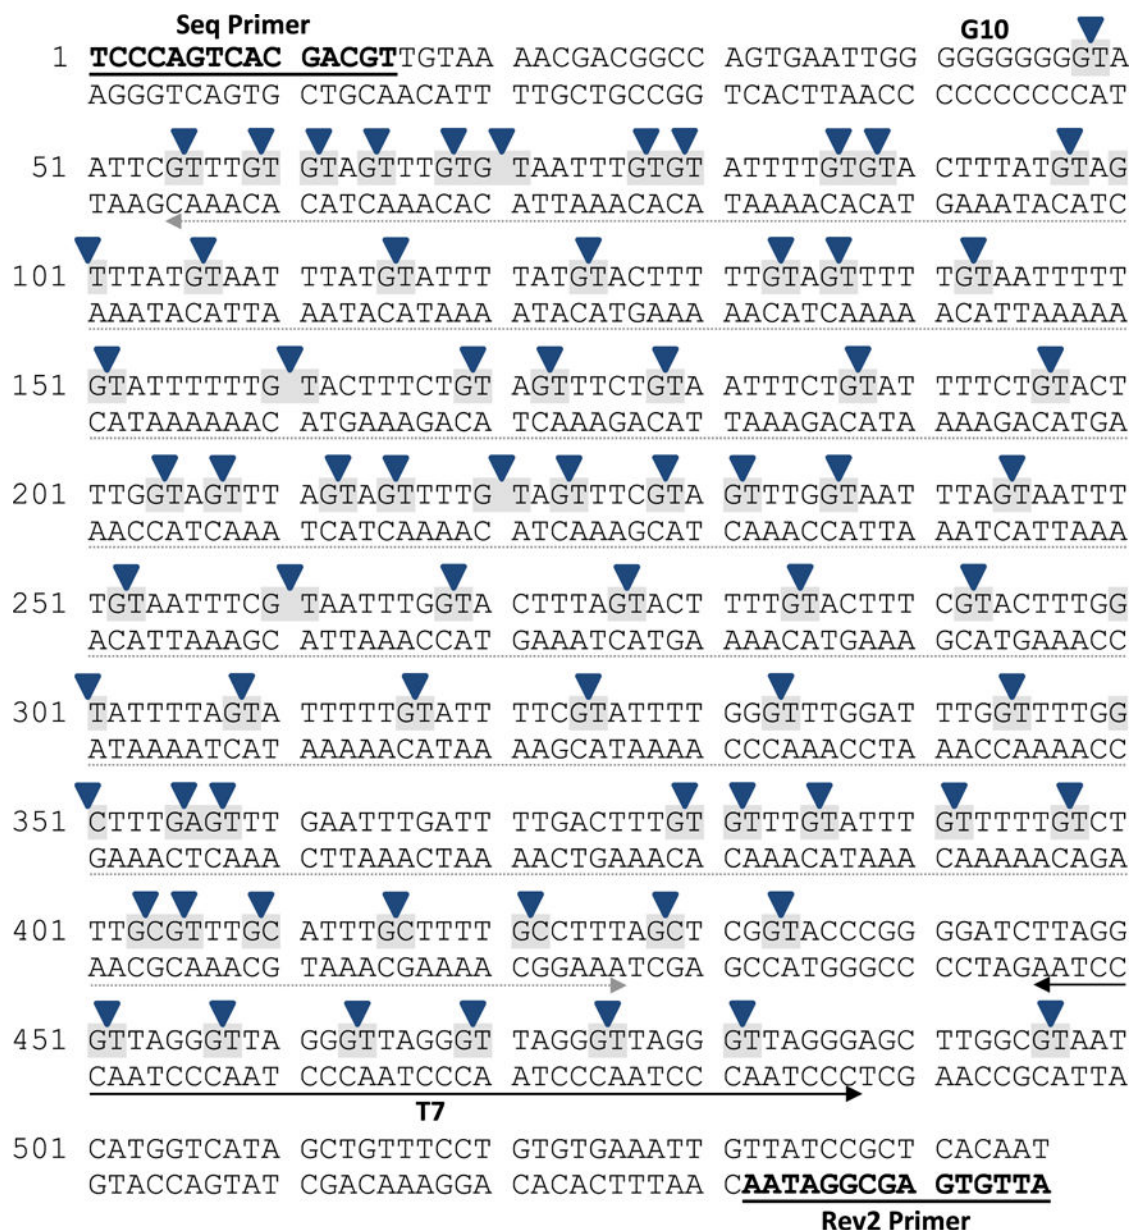 Seq Primer G10
1 TCCCAGTCAC GACGTTGTAA AACGACGGCC AGTGAATTGG GGGGGGGGTA
AGGGTCAGTG CTGCAACATT TTGCTGCCGG TCACTTAACC CCCCCCCCAT
51 ATTCGTTTGT GTAGTTTGTG TAATTTGTGT ATTTTGTGTA CTTTATGTAG
TAAGCAAACA CATCAAACAC ATTAAACACA TAAAACACAT GAAATACATC
101 TTTATGTAAT TTATGTATTT TATGTACTTT TTGTAGTTTT TGTAATTTTT
AAATACATTA AATACATAAA ATACATGAAA AACATCAAAA ACATTAAAAA
151 GTATTTTTTG TACTTTCTGT AGTTTCTGTA ATTTCTGTAT TTTCTGTACT
CATAAAAAAC ATGAAAGACA TCAAAGACAT TAAAGACATA AAAGACATGA
201 TTGGTAGTTT AGTAGTTTTG TAGTTTCGTA GTTTGGTAAT TTAGTAATTT
AACCATCAAA TCATCAAAAC ATCAAAGCAT CAAACCATTA AATCATTAAA
251 TGTAATTTCG TAATTTGGTA CTTTAGTACT TTTGTACTTT CGTACTTTGG
ACATTAAAGC ATTAAACCAT GAAATCATGA AAACATGAAA GCATGAAACC
301 TATTTTAGTA TTTTTGTATT TTCGTATTTT GGGTTTGGAT TTGGTTTTGG
ATAAAATCAT AAAAACATAA AAGCATAAAA CCCAAACCTA AACCAAAACC
351 CTTTGAGTTT GAATTTGATT TTGACTTTGT GTTTGTATTT GTTTTTGTCT
GAAACTCAAA CTTAAACTAA AACTGAAACA CAAACATAAA CAAAAACAGA
401 TTGCGTTTGC ATTTGCTTTT GCCTTTAGCT CGGTACCCGG GGATCTTAGG
AACGCAAACG TAAACGAAAA CGGAAATCGA GCCATGGGCC CCTAGAATCC
451 GTTAGGGTTA GGGTTAGGGT TAGGGTTAGG GTTAGGGAGC TTGGCGTAAT
CAATCCCAAT CCCAATCCCA ATCCCAATCC CAATCCCTCG AACCGCATTA
T7
501 CATGGTCATA GCTGTTTCCT GTGTGAAATT GTTATCCGCT CACAAT
GTACCAGTAT CGACAAAGGA CACACTTTAA CAATAGGCGA GTGTTA
Rev2 Primer